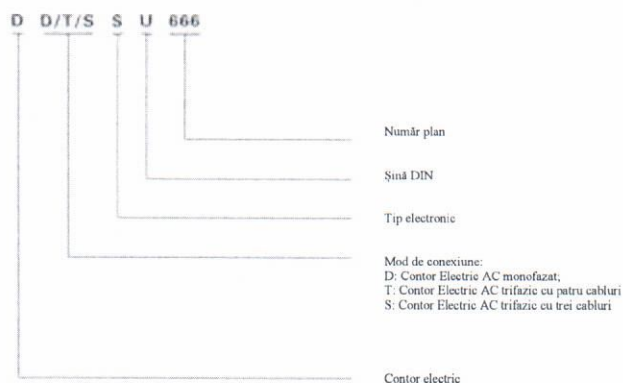 D D/T/S S U 666
Număr plan
Șină DIN
Tip electronic
Mod de conexiune:
D: Contor Electric AC monofazat;
T: Contor Electric AC trifazic cu patru cabluri
S: Contor Electric AC trifazic cu trei cabluri
Contor electric